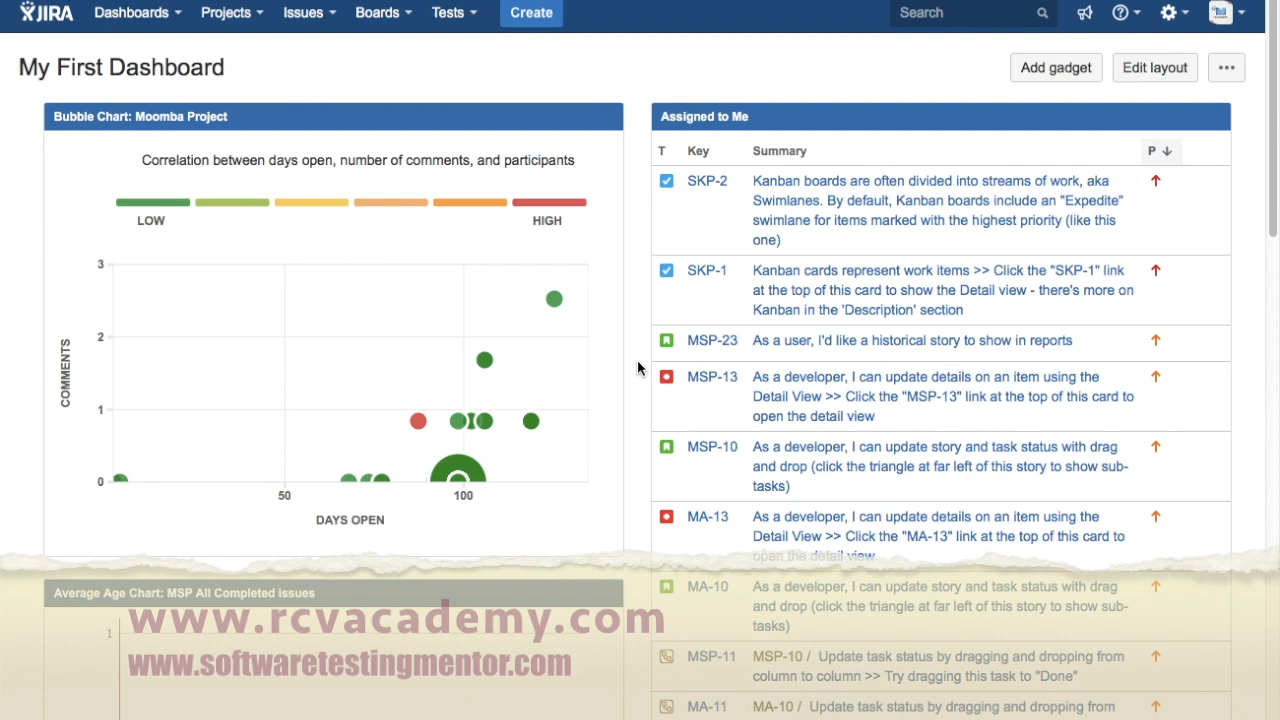 JIRA Dashboards Projects Issues Boards Tests Create Search
My First Dashboard
Add gadget Edit layout
Bubble Chart: Moomba Project
Correlation between days open, number of comments, and participants
LOW HIGH
3
2
1
0
COMMENTS
50 100
DAYS OPEN
Average Age Chart: MSP All Completed issues
1
www.rcvacademy.com
www.softwaretestingmentor.com
Assigned to Me
T Key Summary P
SKP-2 Kanban boards are often divided into streams of work, aka
Swimlanes. By default, Kanban boards include an "Expedite"
swimlane for items marked with the highest priority (like this
one)
SKP-1 Kanban cards represent work items >> Click the "SKP-1" link
at the top of this card to show the Detail view - there's more on
Kanban in the 'Description' section
MSP-23 As a user, I'd like a historical story to show in reports
MSP-13 As a developer, I can update details on an item using the
Detail View >> Click the "MSP-13" link at the top of this card to
open the detail view
MSP-10 As a developer, I can update story and task status with drag
and drop (click the triangle at far left of this story to show sub-
tasks)
MA-13 As a developer, I can update details on an item using the
Detail View >> Click the "MA-13" link at the top of this card to
open the detail view
MA-10 As a developer, I can update story and task status with drag
and drop (click the triangle at far left of this story to show sub-
tasks)
MSP-11 MSP-10 / Update task status by dragging and dropping from
column to column >> Try dragging this task to "Done"
MA-11 MA-10 / Update task status by dragging and dropping from